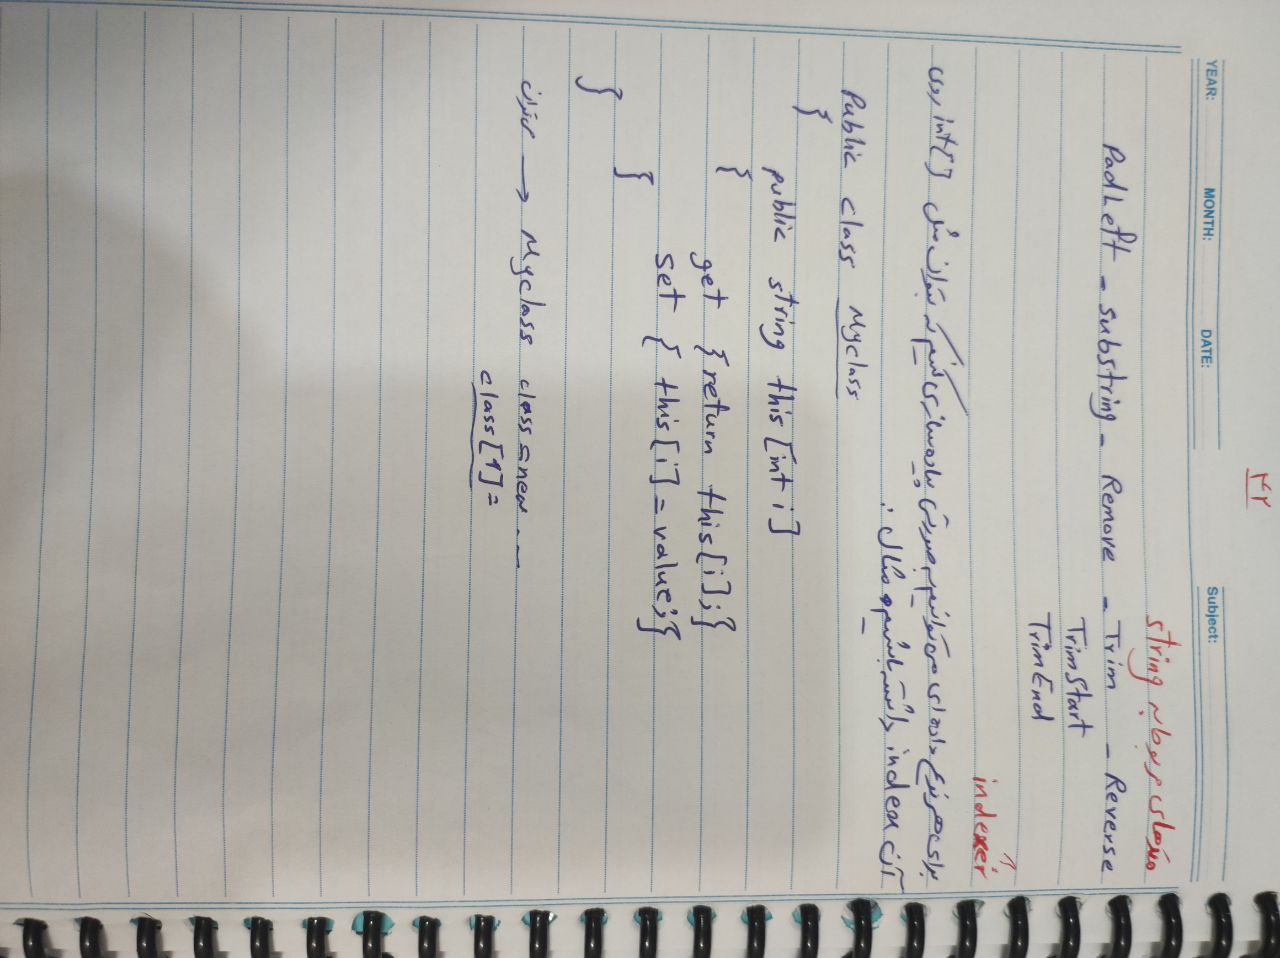 ۴۲
YEAR: MONTH: DATE: Subject:
متدهای مربوط به string
PadLeft - substring - Remove - Trim - Reverse
TrimStart
TrimEnd
indexer
برای هر نوع داده ای می توانیم به صورتی پیاده سازی کنیم که بتوان مثل int[] روی
آن index داشته باشیم مثال :
Public class Myclass
{
public string this [int i]
{
get {return this[i];}
set { this[i] = value;}
}
}
می توان → Myclass class = new ...
class[1] =